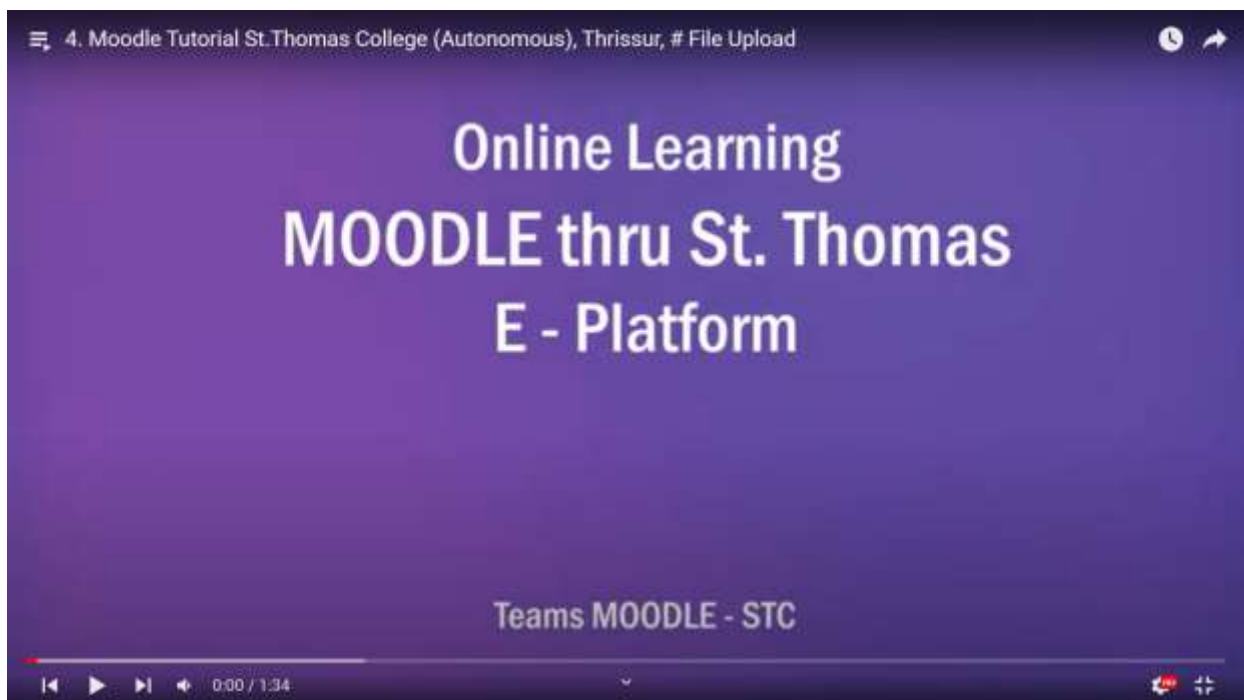 4. Moodle Tutorial St.Thomas College (Autonomous), Thrissur, # File Upload
Online Learning
MOODLE thru St. Thomas
E - Platform
Teams MOODLE - STC
0:00 / 1:34